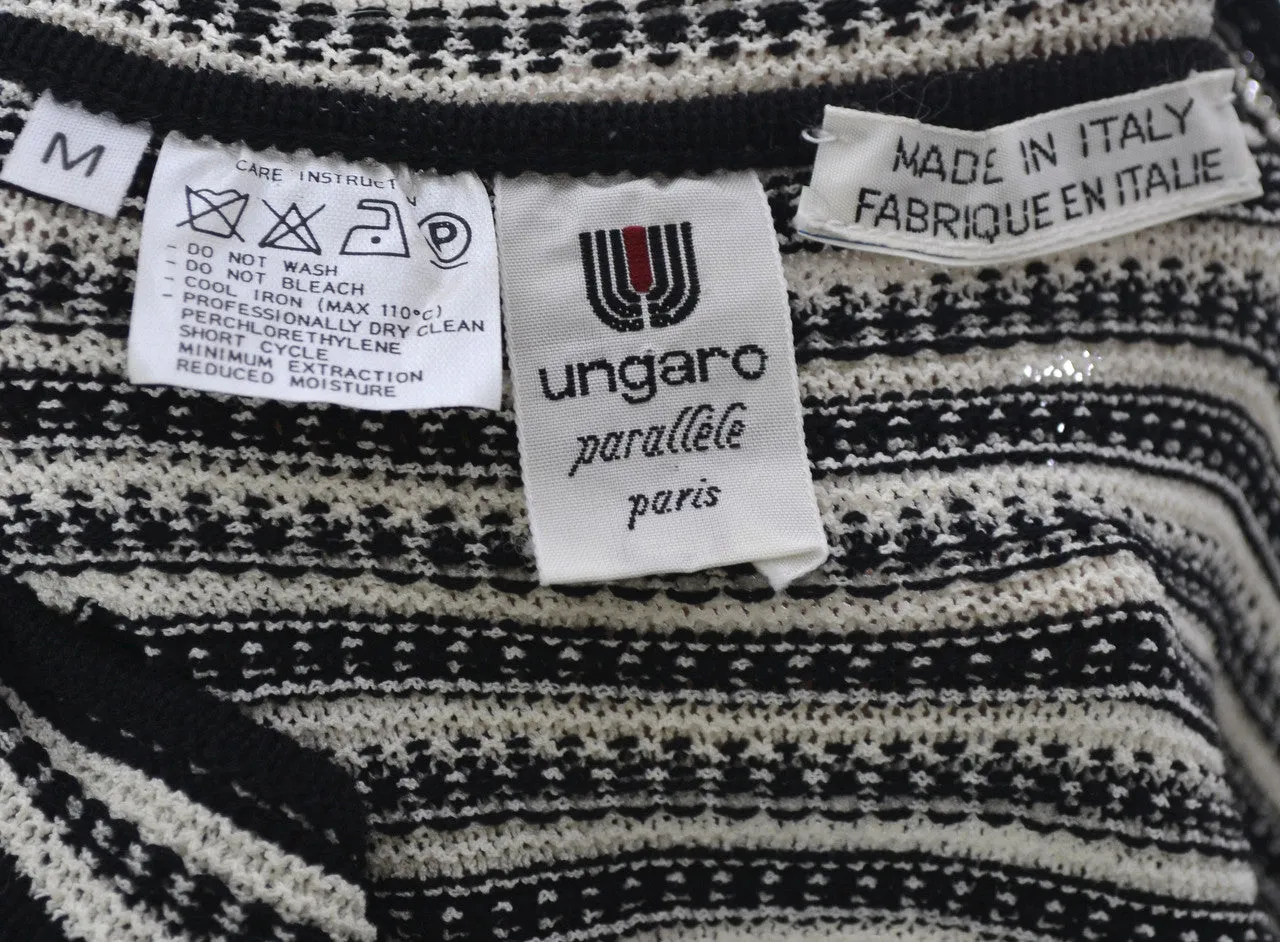 M
CARE INSTRUCT
P
- DO NOT WASH
- DO NOT BLEACH
- COOL IRON (MAX 110°C)
- PROFESSIONALLY DRY CLEAN
PERCHLORETHYLENE
SHORT CYCLE
MINIMUM EXTRACTION
REDUCED MOISTURE
ungaro
parallèle
paris
MADE IN ITALY
FABRIQUE EN ITALIE